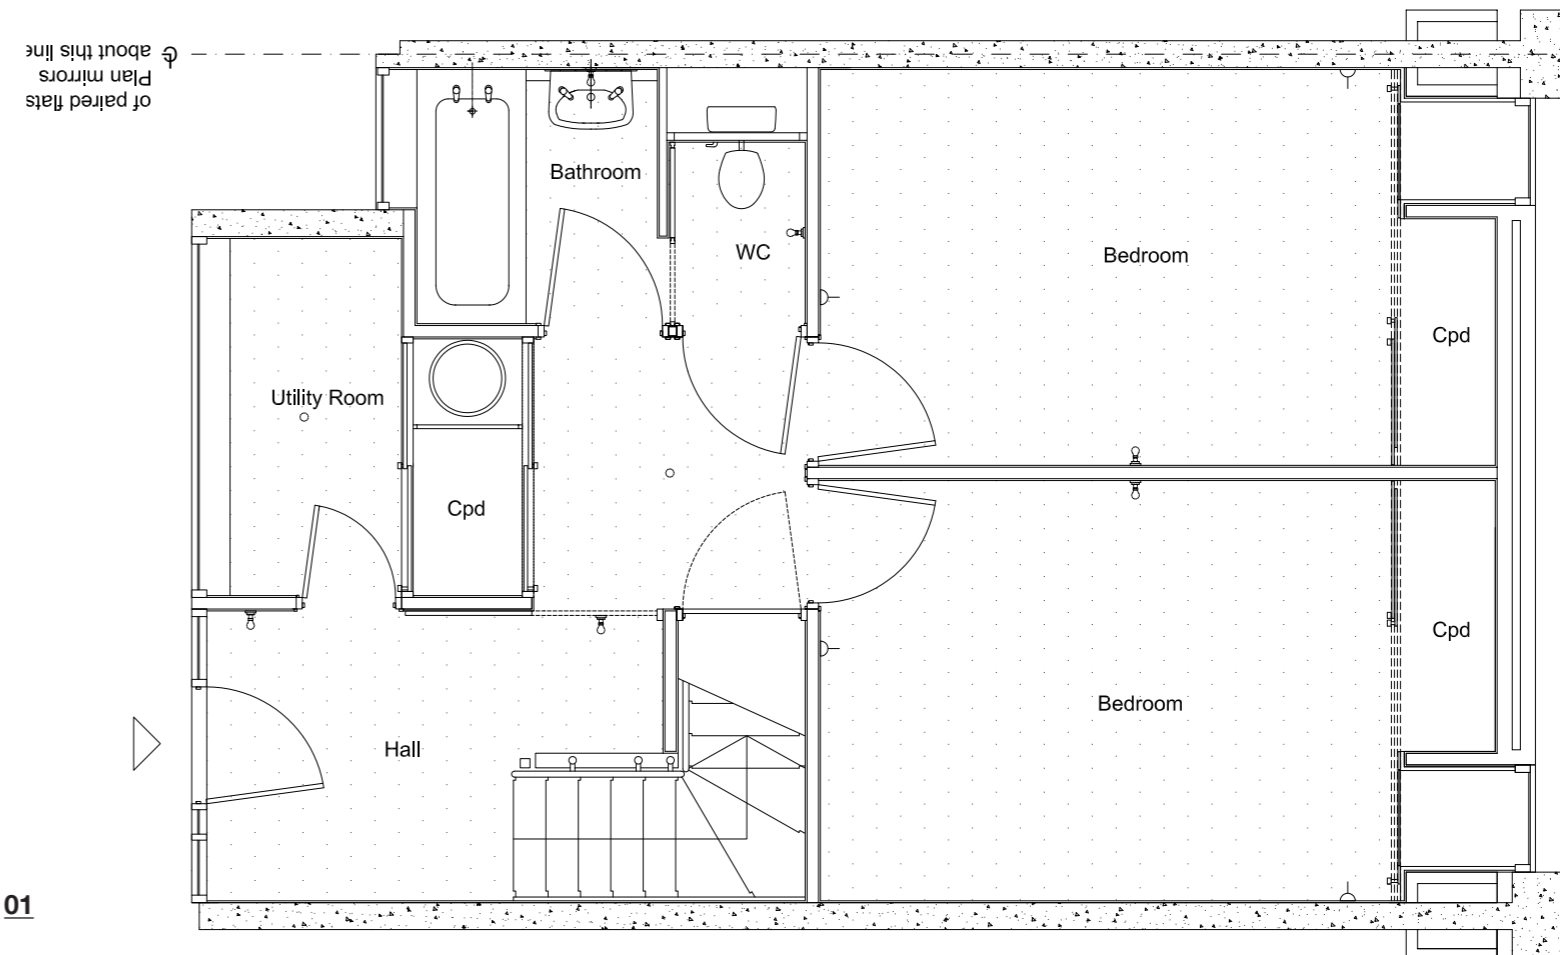 ℄ about this line
Plan mirrors
of paired flats
Bathroom
WC
Bedroom
Cpd
Utility Room
Cpd
Cpd
Bedroom
Hall
01